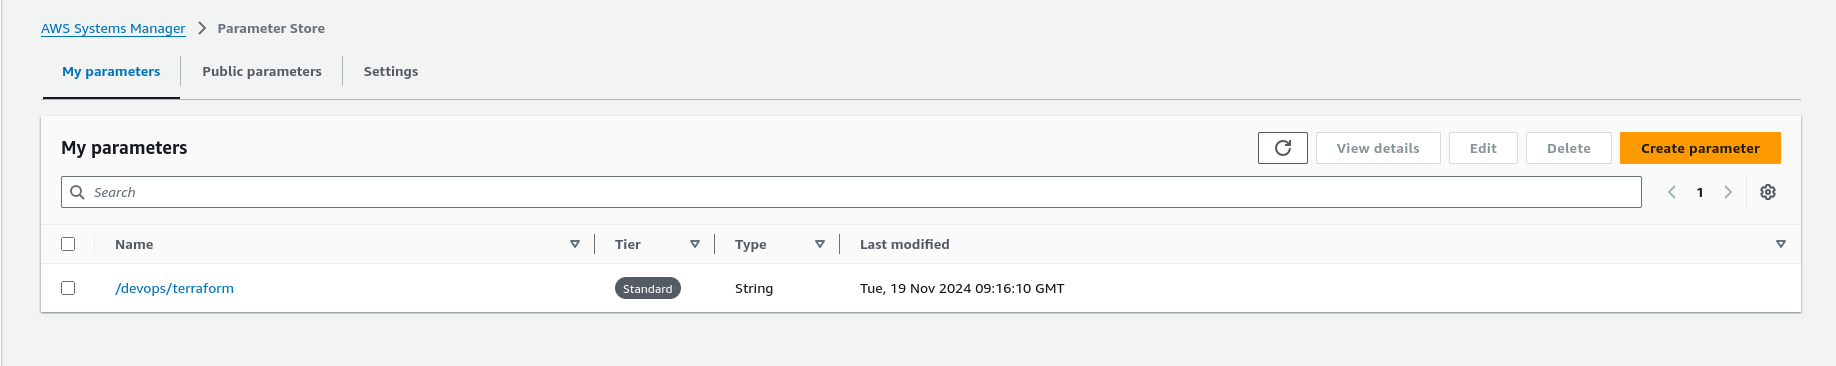 AWS Systems Manager > Parameter Store
My parameters Public parameters Settings
My parameters View details Edit Delete Create parameter
Search 1
Name Tier Type Last modified
/devops/terraform Standard String Tue, 19 Nov 2024 09:16:10 GMT